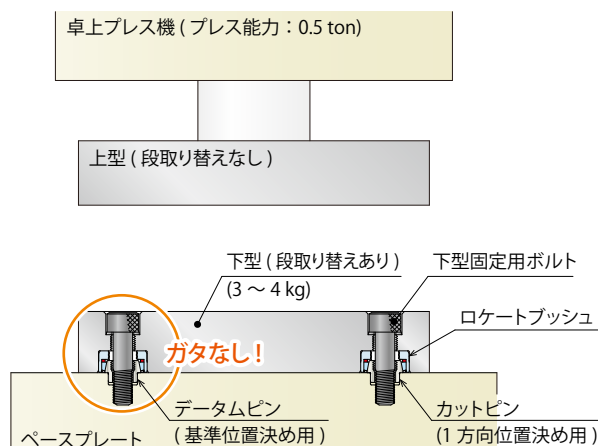 卓上プレス機 ( プレス能力：0.5 ton)
上型 ( 段取り替えなし )
下型 ( 段取り替えあり )
(3 ～ 4 kg)
下型固定用ボルト
ロケートブッシュ
ガタなし！
データムピン
( 基準位置決め用 )
カットピン
(1 方向位置決め用 )
ベースプレート